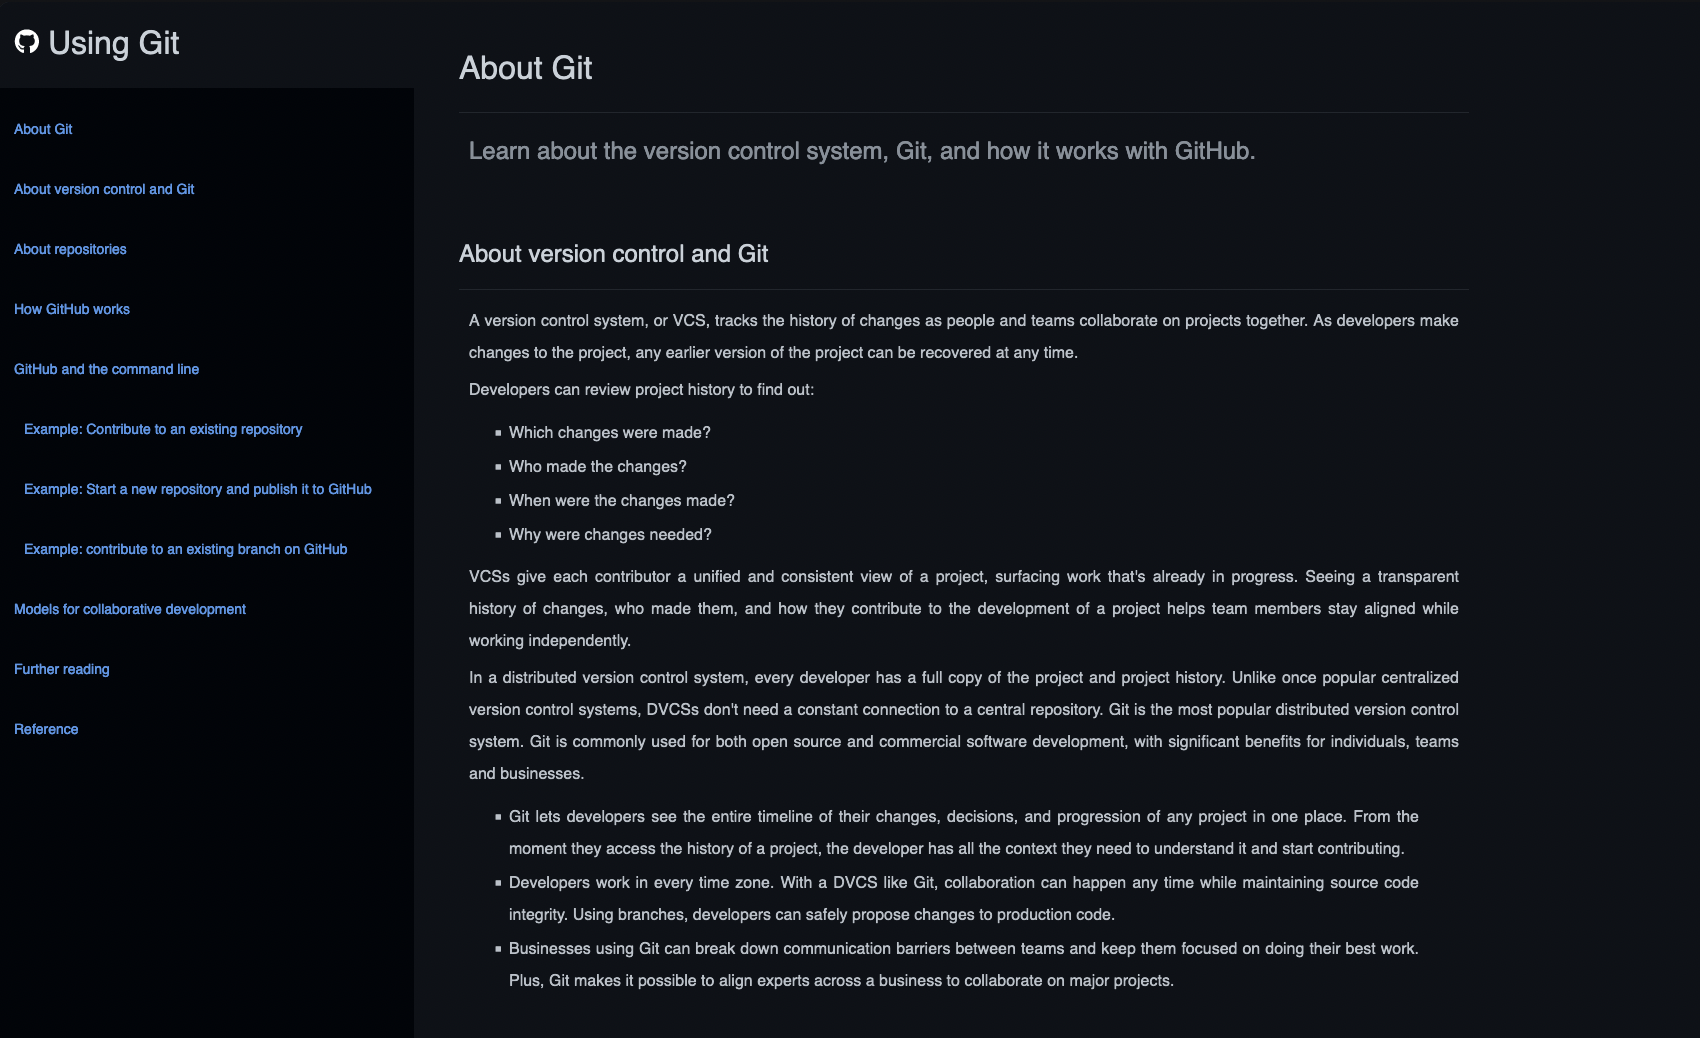 Using Git
About Git
About version control and Git
About repositories
How GitHub works
GitHub and the command line
Example: Contribute to an existing repository
Example: Start a new repository and publish it to GitHub
Example: contribute to an existing branch on GitHub
Models for collaborative development
Further reading
Reference
About Git
Learn about the version control system, Git, and how it works with GitHub.
About version control and Git
A version control system, or VCS, tracks the history of changes as people and teams collaborate on projects together. As developers make
changes to the project, any earlier version of the project can be recovered at any time.
Developers can review project history to find out:
Which changes were made?
Who made the changes?
When were the changes made?
Why were changes needed?
VCSs give each contributor a unified and consistent view of a project, surfacing work that's already in progress. Seeing a transparent
history of changes, who made them, and how they contribute to the development of a project helps team members stay aligned while
working independently.
In a distributed version control system, every developer has a full copy of the project and project history. Unlike once popular centralized
version control systems, DVCSs don't need a constant connection to a central repository. Git is the most popular distributed version control
system. Git is commonly used for both open source and commercial software development, with significant benefits for individuals, teams
and businesses.
Git lets developers see the entire timeline of their changes, decisions, and progression of any project in one place. From the
moment they access the history of a project, the developer has all the context they need to understand it and start contributing.
Developers work in every time zone. With a DVCS like Git, collaboration can happen any time while maintaining source code
integrity. Using branches, developers can safely propose changes to production code.
Businesses using Git can break down communication barriers between teams and keep them focused on doing their best work.
Plus, Git makes it possible to align experts across a business to collaborate on major projects.